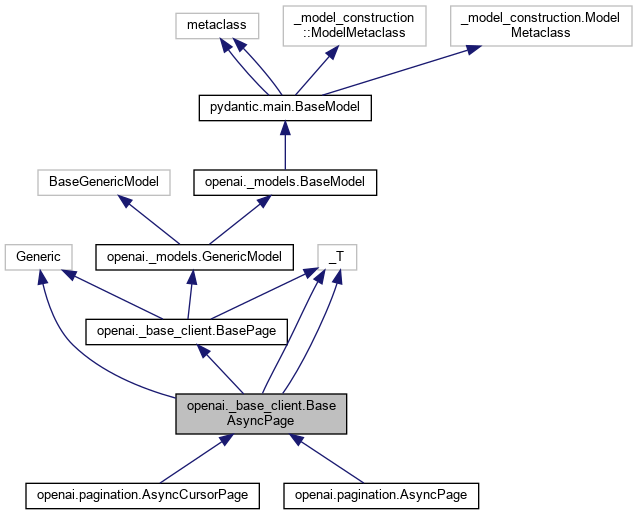 metaclass
_model_construction
::ModelMetaclass
_model_construction.Model
Metaclass
pydantic.main.BaseModel
BaseGenericModel
openai._models.BaseModel
Generic
openai._models.GenericModel
_T
openai._base_client.BasePage
openai._base_client.Base
AsyncPage
openai.pagination.AsyncCursorPage
openai.pagination.AsyncPage